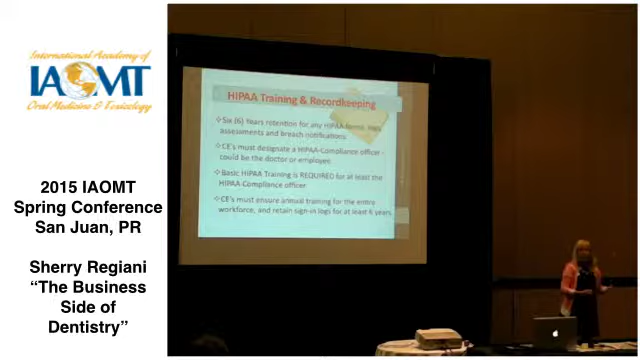 International Academy of
IAOMT
Oral Medicine & Toxicology
2015 IAOMT
Spring Conference
San Juan, PR
Sherry Regiani
“The Business
Side of
Dentistry”
HIPAA Training & Recordkeeping
❖Six (6) Years retention for any HIPAA forms, logs
assessments and breach notifications
❖CE's must designate a HIPAA-Compliance officer -
could be the doctor or employee
❖Basic HIPAA Training is REQUIRED for at least the
HIPAA-Compliance officer
❖CE's must ensure annual training for the entire
workforce, and retain sign-in logs for at least 6 years